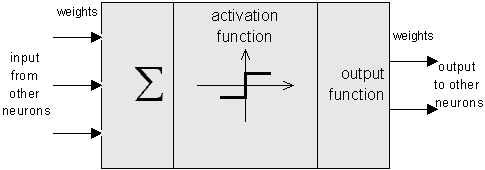 weights
input
from
other
neurons
Σ
activation
function
output
function
weights
output
to other
neurons